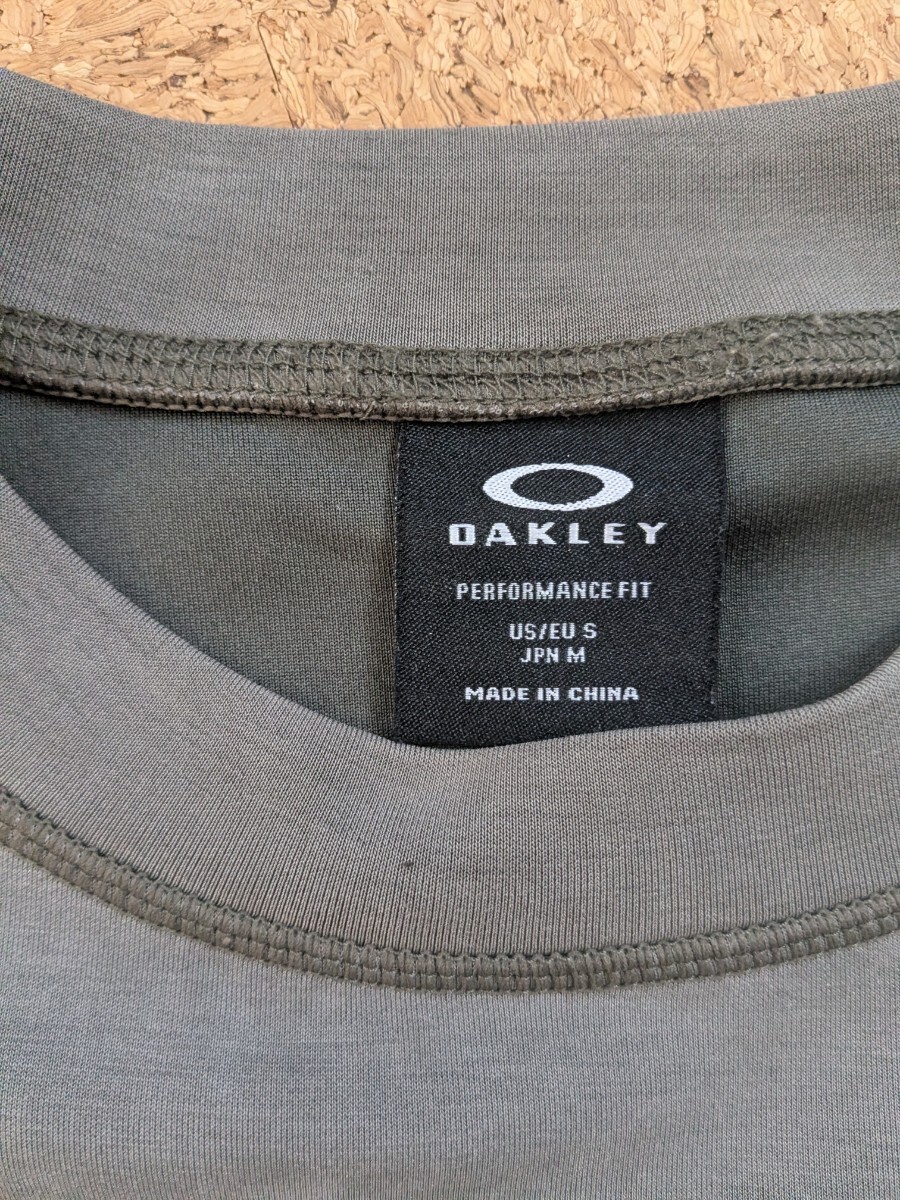 OAKLEY
PERFORMANCE FIT
US/EU S
JPN M
MADE IN CHINA